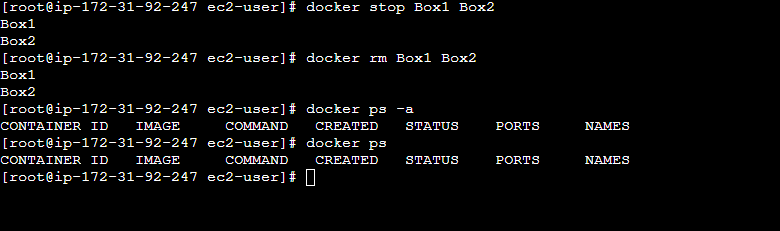 [root@ip-172-31-92-247 ec2-user]# docker stop Box1 Box2
Box1
Box2
[root@ip-172-31-92-247 ec2-user]# docker rm Box1 Box2
Box1
Box2
[root@ip-172-31-92-247 ec2-user]# docker ps -a
CONTAINER ID   IMAGE     COMMAND   CREATED   STATUS    PORTS     NAMES
[root@ip-172-31-92-247 ec2-user]# docker ps
CONTAINER ID   IMAGE     COMMAND   CREATED   STATUS    PORTS     NAMES
[root@ip-172-31-92-247 ec2-user]#